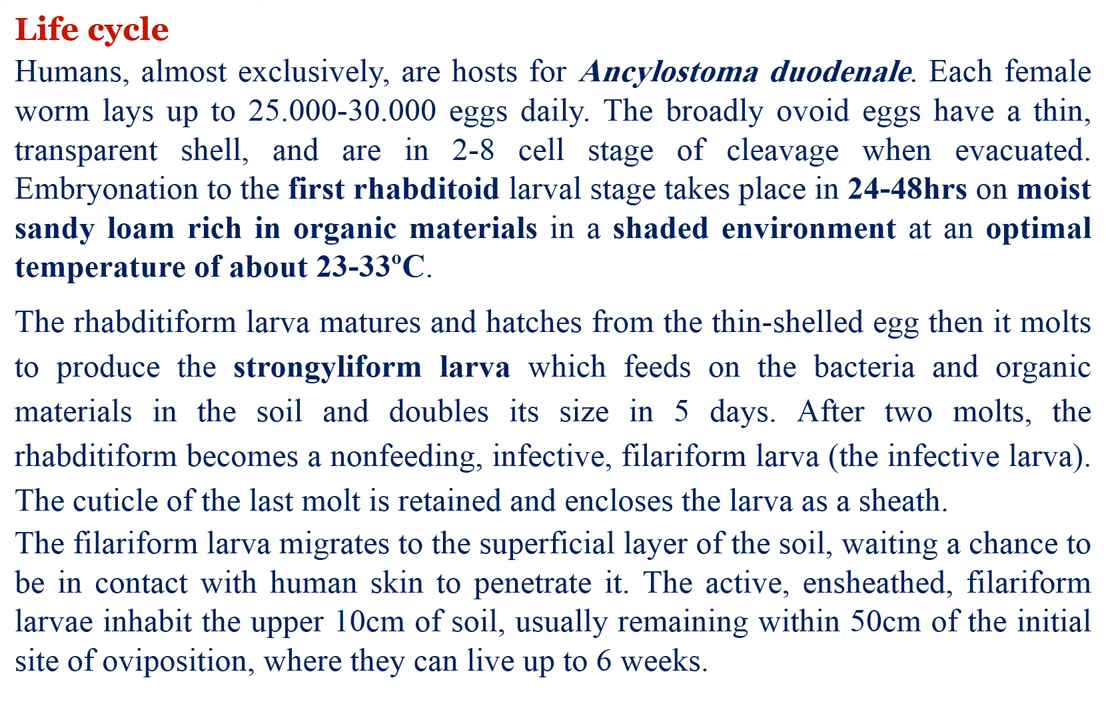 Life cycle
Humans, almost exclusively, are hosts for Ancylostoma duodenale. Each female
worm lays up to 25.000-30.000 eggs daily. The broadly ovoid eggs have a thin,
transparent shell, and are in 2-8 cell stage of cleavage when evacuated.
Embryonation to the first rhabditoid larval stage takes place in 24-48hrs on moist
sandy loam rich in organic materials in a shaded environment at an optimal
temperature of about 23-33ºC.
The rhabditiform larva matures and hatches from the thin-shelled egg then it molts
to produce the strongyliform larva which feeds on the bacteria and organic
materials in the soil and doubles its size in 5 days. After two molts, the
rhabditiform becomes a nonfeeding, infective, filariform larva (the infective larva).
The cuticle of the last molt is retained and encloses the larva as a sheath.
The filariform larva migrates to the superficial layer of the soil, waiting a chance to
be in contact with human skin to penetrate it. The active, ensheathed, filariform
larvae inhabit the upper 10cm of soil, usually remaining within 50cm of the initial
site of oviposition, where they can live up to 6 weeks.